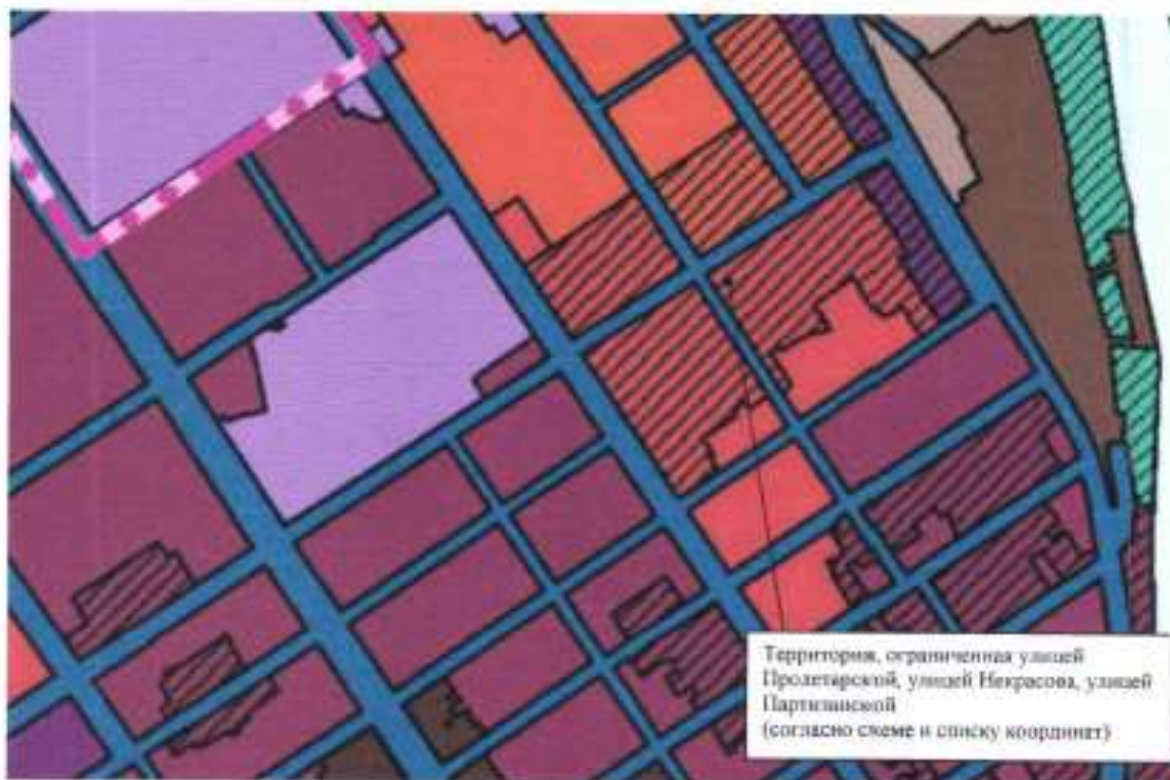 Территория, ограниченная улицей
Пролетарской, улицей Некрасова, улицей
Партизанской
(согласно схеме и списку координат)